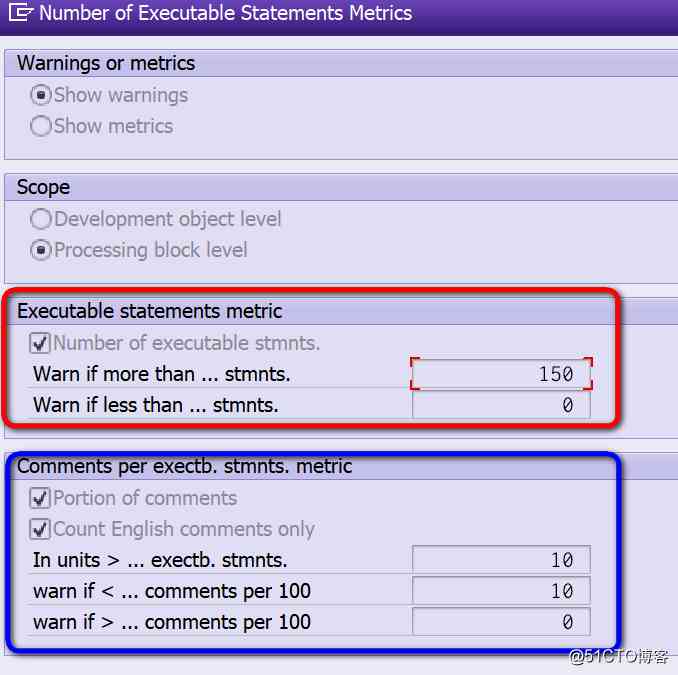 Number of Executable Statements Metrics
Warnings or metrics
Show warnings
Show metrics
Scope
Development object level
Processing block level
Executable statements metric
Number of executable stmnts.
Warn if more than ... stmnts. 150
Warn if less than ... stmnts. 0
Comments per exectb. stmnts. metric
Portion of comments
Count English comments only
In units > ... exectb. stmnts. 10
warn if < ... comments per 100 10
warn if > ... comments per 100 0
@51CTO博客